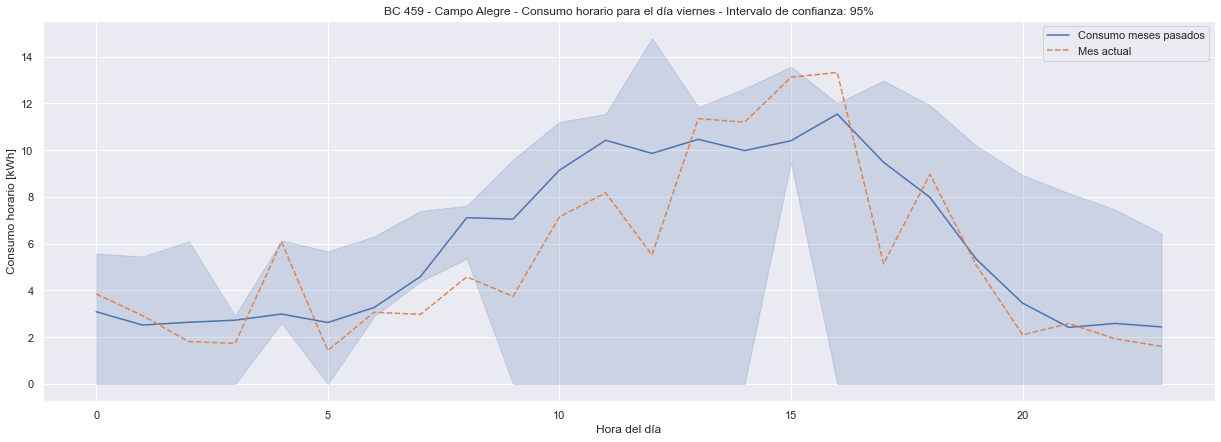 BC 459 - Campo Alegre - Consumo horario para el día viernes - Intervalo de confianza: 95%
Consumo meses pasados
Mes actual
Consumo horario [kWh]
14
12
10
8
6
4
2
0
0 5 10 15 20
Hora del día